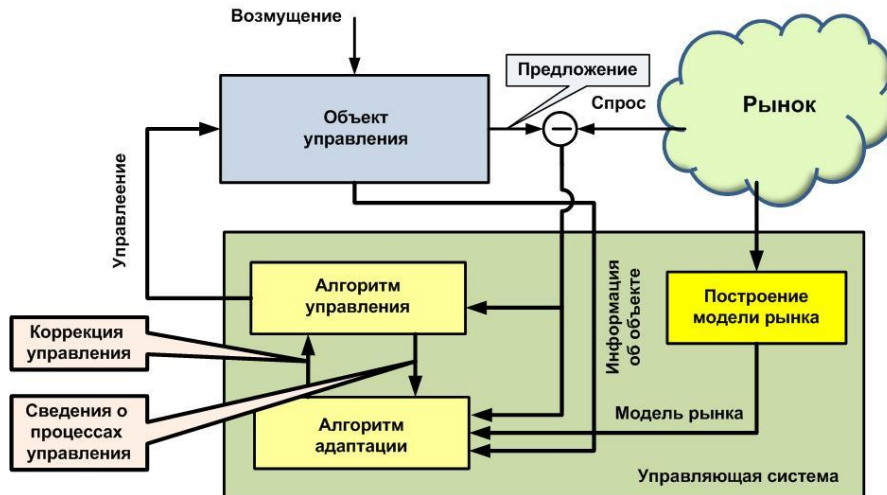 Возмущение
Предложение
Спрос
Рынок
Объект
управления
Управлеение
Алгоритм
управления
Информация
об объекте
Построение
модели рынка
Коррекция
управления
Сведения о
процессах
управления
Алгоритм
адаптации
Модель рынка
Управляющая система